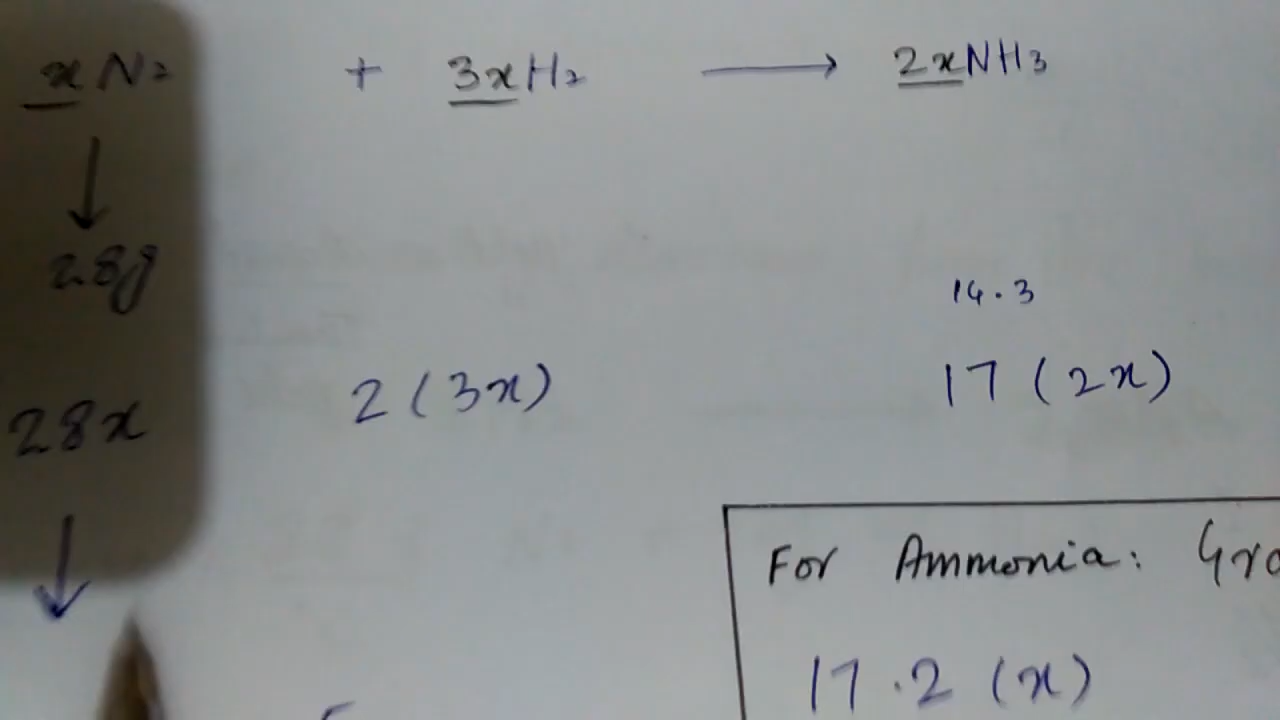 xN2 + 3xH2 → 2xNH3
28g
14.3
28x 2(3x) 17(2x)
For Ammonia:
17.2 (x)